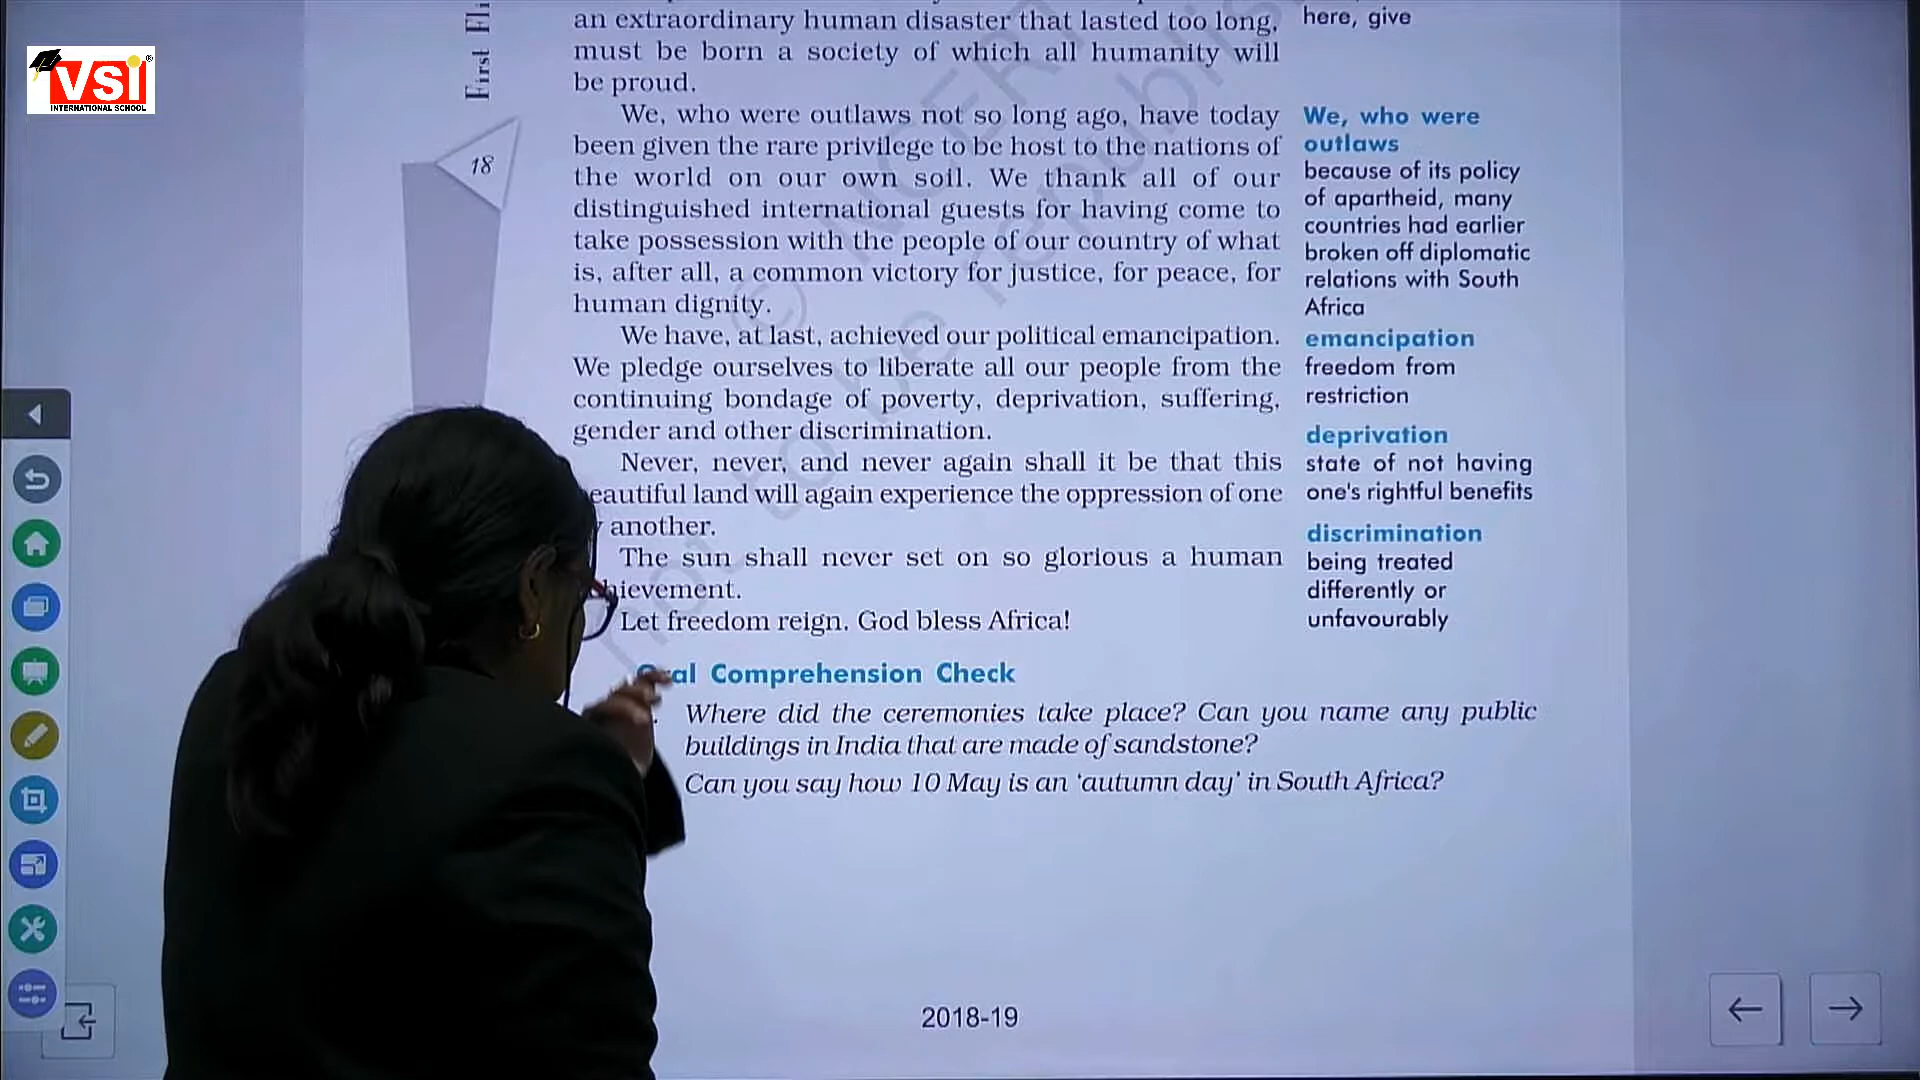 VSI
INTERNATIONAL SCHOOL
First Fli
18
an extraordinary human disaster that lasted too long,
must be born a society of which all humanity will
be proud.
We, who were outlaws not so long ago, have today
been given the rare privilege to be host to the nations of
the world on our own soil. We thank all of our
distinguished international guests for having come to
take possession with the people of our country of what
is, after all, a common victory for justice, for peace, for
human dignity.
We have, at last, achieved our political emancipation.
We pledge ourselves to liberate all our people from the
continuing bondage of poverty, deprivation, suffering,
gender and other discrimination.
Never, never, and never again shall it be that this
eautiful land will again experience the oppression of one
another.
The sun shall never set on so glorious a human
hievement.
Let freedom reign. God bless Africa!
here, give
We, who were
outlaws
because of its policy
of apartheid, many
countries had earlier
broken off diplomatic
relations with South
Africa
emancipation
freedom from
restriction
deprivation
state of not having
one's rightful benefits
discrimination
being treated
differently or
unfavourably
Oral Comprehension Check
Where did the ceremonies take place? Can you name any public
buildings in India that are made of sandstone?
Can you say how 10 May is an ‘autumn day’ in South Africa?
2018-19
© NCERT
not to be republis